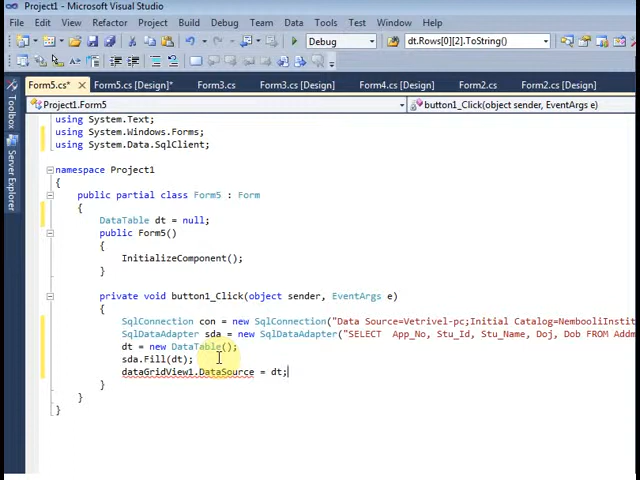 Project1 - Microsoft Visual Studio
File Edit View Refactor Project Build Debug Team Data Tools Test Window Help
Debug dt.Rows[0][2].ToString()
Form5.cs* Form5.cs [Design]* Form3.cs Form3.cs [Design] Form4.cs [Design] Form2.cs Form2.cs [Design]
Project1.Form5 button1_Click(object sender, EventArgs e)
Toolbox
Server Explorer
using System.Text;
using System.Windows.Forms;
using System.Data.SqlClient;
namespace Project1
{
public partial class Form5 : Form
{
DataTable dt = null;
public Form5()
{
InitializeComponent();
}
private void button1_Click(object sender, EventArgs e)
{
SqlConnection con = new SqlConnection("Data Source=Vetrivel-pc;Initial Catalog=NembooliInstit
SqlDataAdapter sda = new SqlDataAdapter("SELECT App_No, Stu_Id, Stu_Name, Doj, Dob FROM Addm
dt = new DataTable();
sda.Fill(dt);
dataGridView1.DataSource = dt;
}
}
}